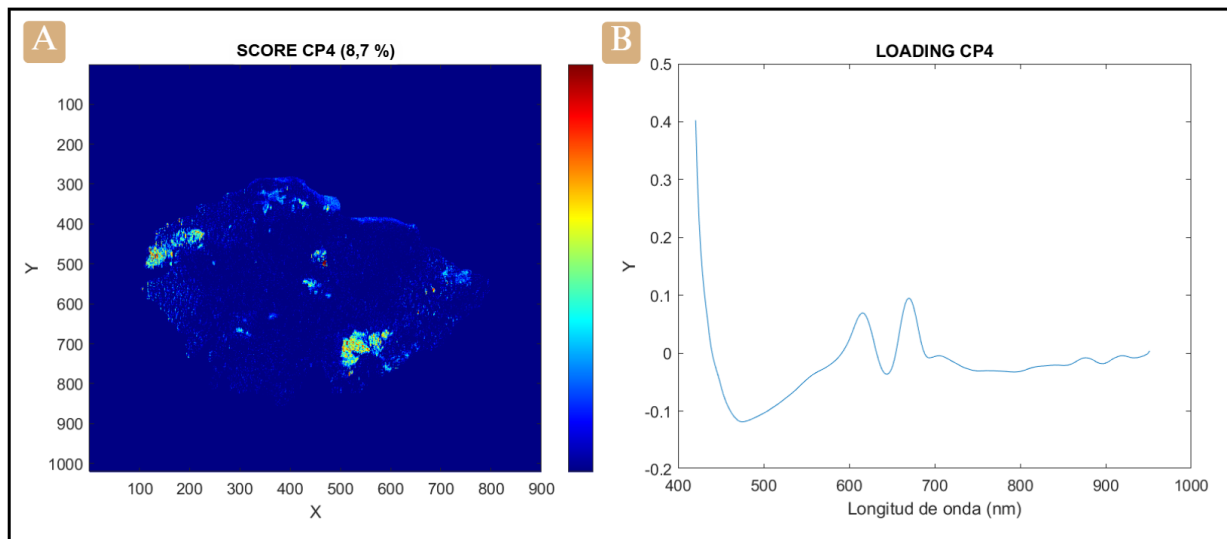 A
SCORE CP4 (8,7 %)
100
200
300
400
500
600
700
800
900
1000
Y
100 200 300 400 500 600 700 800 900
X
B
LOADING CP4
0.5
0.4
0.3
0.2
0.1
0
-0.1
-0.2
Y
400 500 600 700 800 900 1000
Longitud de onda (nm)